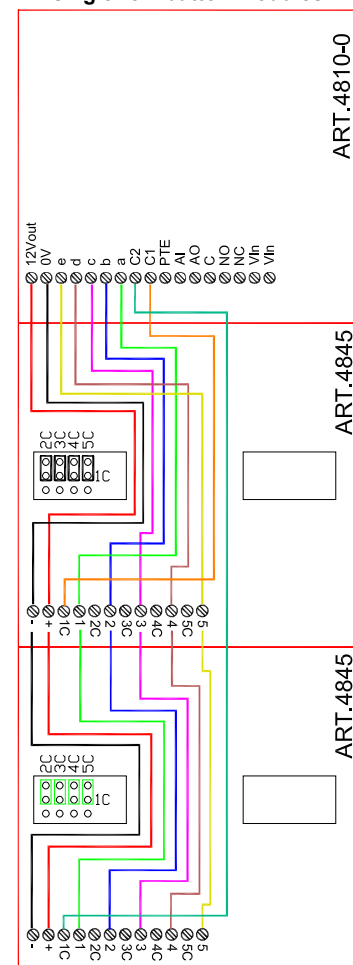 ART.4810-0
12Vout
0V
e
d
c
b
a
C2
C1
PTE
AI
AO
C
NO
NC
VIn
VIn
ART.4845
2C
3C
4C
5C
1C
-
+
1C
1
2C
2
3C
3
4C
4
5C
5
ART.4845
2C
3C
4C
5C
1C
-
+
1C
1
2C
2
3C
3
4C
4
5C
5